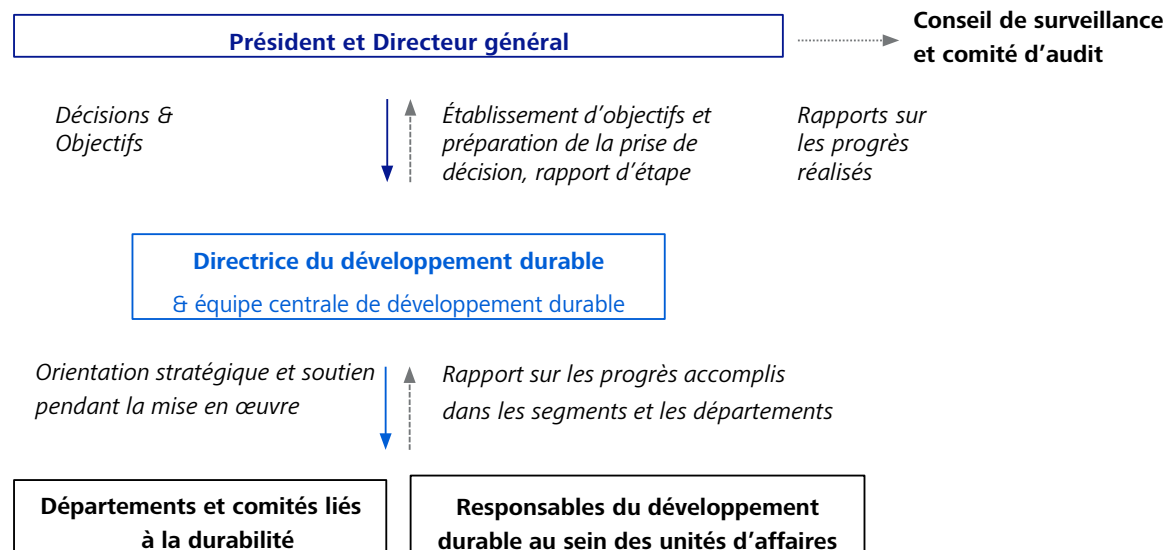 Président et Directeur général
Conseil de surveillance
et comité d’audit
Décisions &
Objectifs
Établissement d’objectifs et
préparation de la prise de
décision, rapport d’étape
Rapports sur
les progrès
réalisés
Directrice du développement durable
& équipe centrale de développement durable
Orientation stratégique et soutien
pendant la mise en œuvre
Rapport sur les progrès accomplis
dans les segments et les départements
Départements et comités liés
à la durabilité
Responsables du développement
durable au sein des unités d’affaires